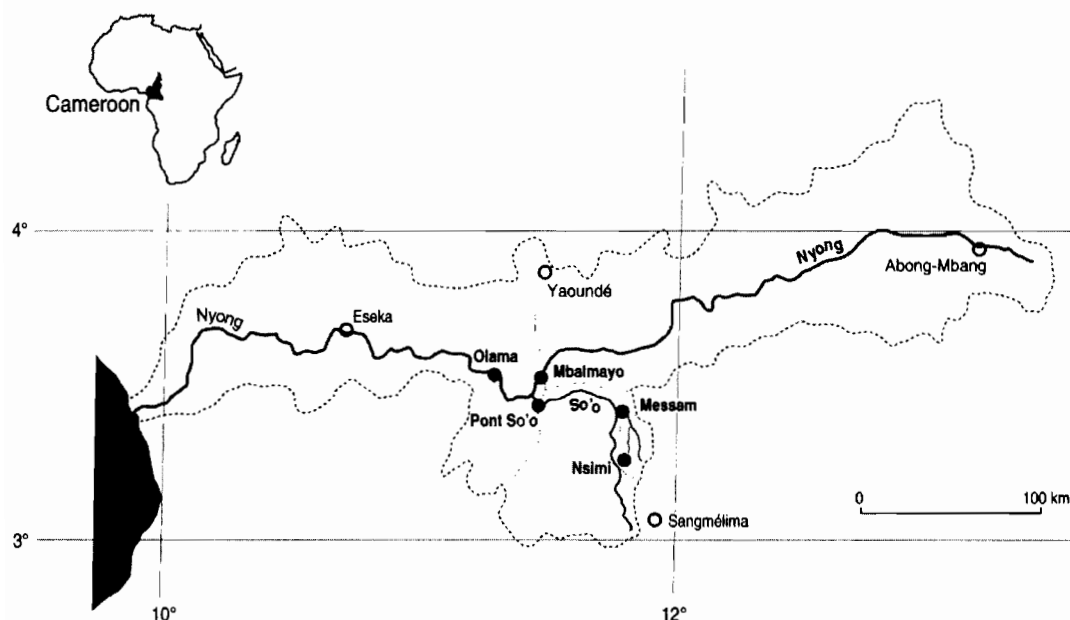 Cameroon
4°
Nyong
Abong-Mbang
Yaoundé
Nyong
Eseka
Olama
Mbalmayo
Pont So'o
So'o
Messam
Nsimi
0 100 km
Sangmélima
3°
10° 12°